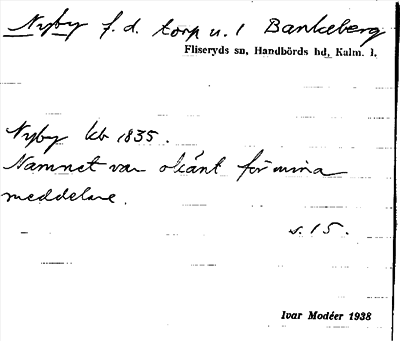 Nyby f. d. torp u. 1 Bankeberg
Fliseryds sn, Handbörds hd, Kalm. l.
Nyby kb 1835.
Namnet var okänt för mina
meddelare.
s. 15.
Ivar Modéer 1938